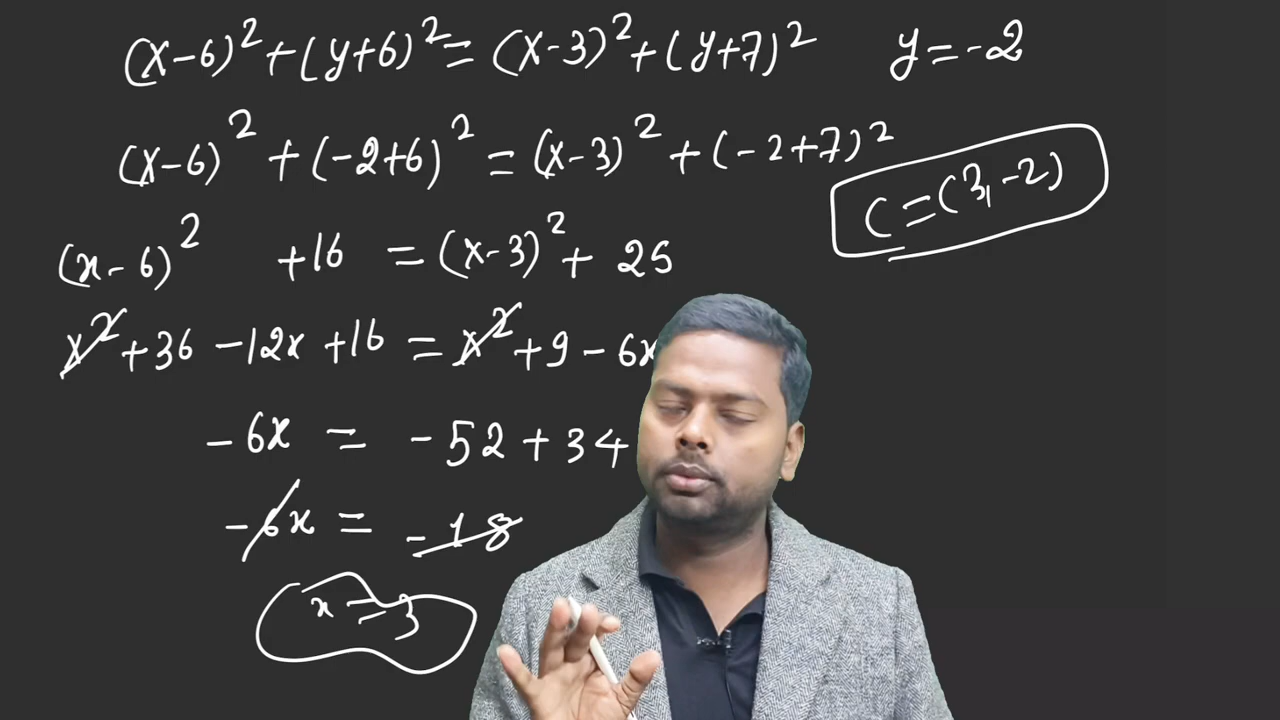 (x-6)² + (y+6)² = (x-3)² + (y+7)² y = -2
(x-6)² + (-2+6)² = (x-3)² + (-2+7)²
C = (3, -2)
(x-6)² + 16 = (x-3)² + 25
x² + 36 - 12x + 16 = x² + 9 - 6x
-6x = -52 + 34
-6x = -18
x = 3